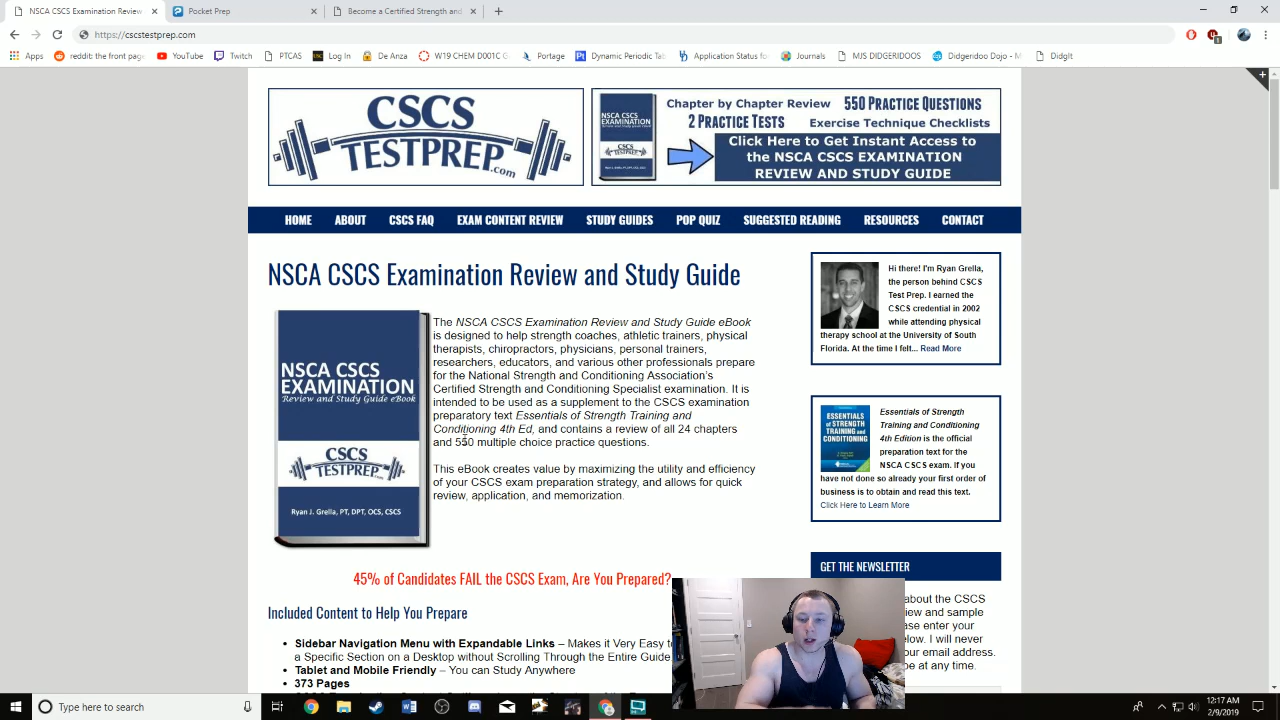 NSCA CSCS Examination Review
Pocket Prep
Become a Certified Strength and
https://cscstestprep.com
Apps
reddit: the front page
YouTube
Twitch
PTCAS
Log In
De Anza
W19 CHEM D001C
Portage
Dynamic Periodic Tab
Application Status fo
Journals
MJS DIDGERIDOOS
Didgeridoo Dojo - M
DidgIt
CSCS
TESTPREP.com
NSCA CSCS
EXAMINATION
Chapter by Chapter Review
550 PRACTICE QUESTIONS
2 PRACTICE TESTS
Exercise Technique Checklists
Click Here to Get Instant Access to
the NSCA CSCS EXAMINATION
REVIEW AND STUDY GUIDE
HOME
ABOUT
CSCS FAQ
EXAM CONTENT REVIEW
STUDY GUIDES
POP QUIZ
SUGGESTED READING
RESOURCES
CONTACT
NSCA CSCS Examination Review and Study Guide
NSCA CSCS
EXAMINATION
Review and Study Guide eBook
CSCS
TESTPREP.com
Ryan J. Grella, PT, DPT, OCS, CSCS
The NSCA CSCS Examination Review and Study Guide eBook
is designed to help strength coaches, athletic trainers, physical
therapists, chiropractors, physicians, personal trainers,
researchers, educators, and various other professionals prepare
for the National Strength and Conditioning Association's
Certified Strength and Conditioning Specialist examination. It is
intended to be used as a supplement to the CSCS examination
preparatory text Essentials of Strength Training and
Conditioning 4th Ed, and contains a review of all 24 chapters
and 550 multiple choice practice questions.
This eBook creates value by maximizing the utility and efficiency
of your CSCS exam preparation strategy, and allows for quick
review, application, and memorization.
45% of Candidates FAIL the CSCS Exam, Are You Prepared?
Included Content to Help You Prepare
Sidebar Navigation Menu with Expandable Links – Makes it Very Easy to
a Specific Section on a Desktop without Scrolling Through the Entire Guide
Tablet and Mobile Friendly – You can Study Anywhere
373 Pages
Hi there! I'm Ryan Grella,
the person behind CSCS
Test Prep. I earned the
CSCS credential in 2002
while attending physical
therapy school at the University of South
Florida. At the time I felt... Read More
ESSENTIALS
OF STRENGTH
TRAINING AND
CONDITIONING
Essentials of Strength
Training and Conditioning
4th Edition is the official
preparation text for the
NSCA CSCS exam. If you
have not done so already your first order of
business is to obtain and read this text.
Click Here to Learn More
GET THE NEWSLETTER
about the CSCS
view and sample
ase enter your
elow. I will never
our email address.
be at any time.
Type here to search
12:17 AM
2/9/2019